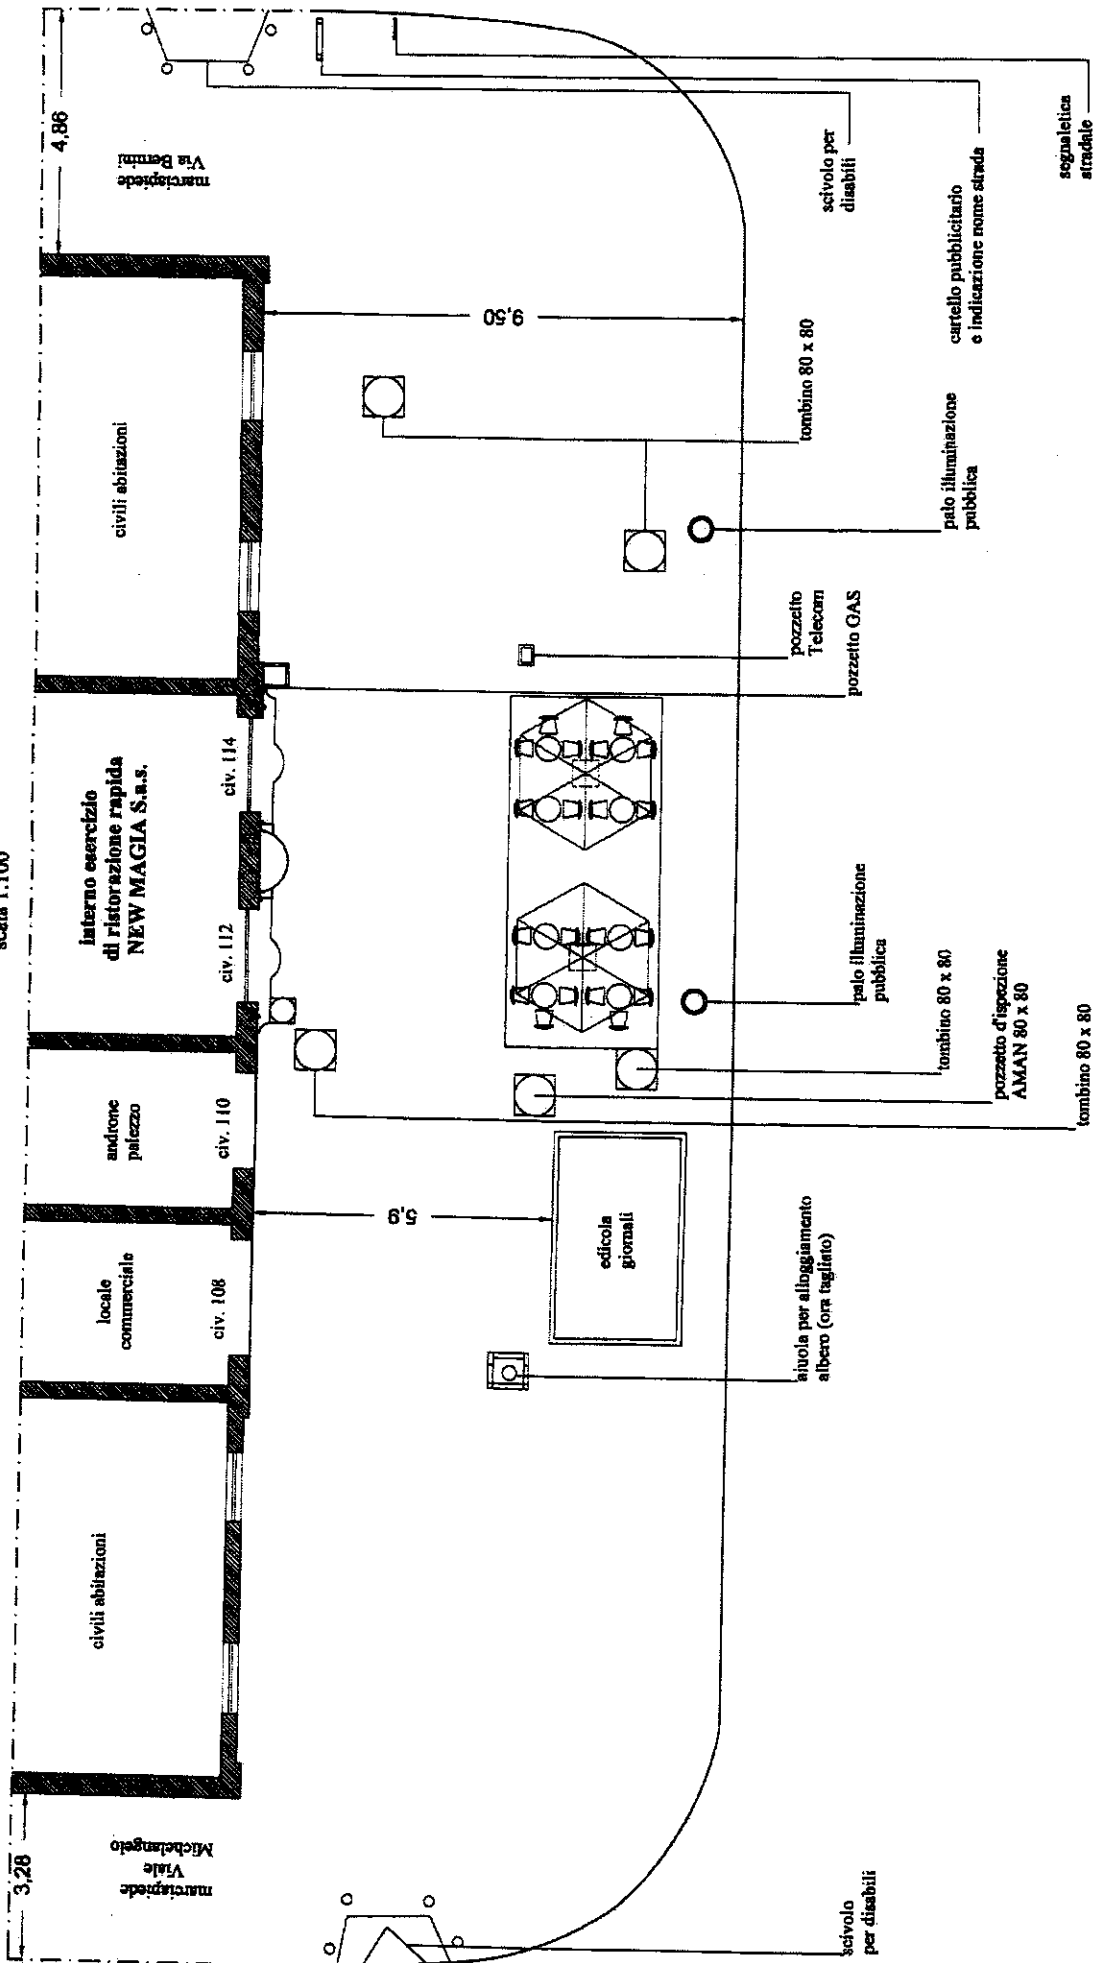 scala 1:100
3,28
marciapiede
Viale
Michelangelo
civili abitazioni
locale
commerciale
civ. 108
androne
palezzo
civ. 110
interno esercizio
di ristorazione rapida
NEW MAGIA S.a.s.
civ. 112
civ. 114
civili abitazioni
4,86
marciapiede
Via Bernini
5,9
9,50
edicola
giornali
scivolo
per disabili
aiuola per alloggiamento
albero (ora tagliato)
tombino 80 x 80
pozzetto d'ispezione
AMAN 80 x 80
tombino 80 x 80
palo illuminazione
pubblica
pozzetto GAS
pozzetto
Telecom
palo illuminazione
pubblica
tombino 80 x 80
cartello pubblicitario
e indicazione nome strada
scivolo per
disabili
segnaletica
stradale